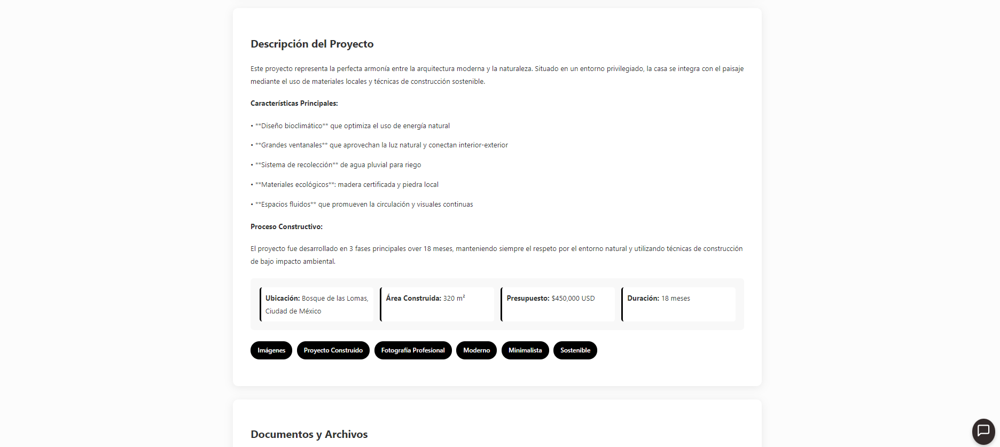 Descripción del Proyecto
Este proyecto representa la perfecta armonía entre la arquitectura moderna y la naturaleza. Situado en un entorno privilegiado, la casa se integra con el paisaje
mediante el uso de materiales locales y técnicas de construcción sostenible.
Características Principales:
• **Diseño bioclimático** que optimiza el uso de energía natural
• **Grandes ventanales** que aprovechan la luz natural y conectan interior-exterior
• **Sistema de recolección** de agua pluvial para riego
• **Materiales ecológicos**: madera certificada y piedra local
• **Espacios fluidos** que promueven la circulación y visuales continuas
Proceso Constructivo:
El proyecto fue desarrollado en 3 fases principales over 18 meses, manteniendo siempre el respeto por el entorno natural y utilizando técnicas de construcción
de bajo impacto ambiental.
Ubicación: Bosque de las Lomas,
Ciudad de México
Área Construida: 320 m²
Presupuesto: $450,000 USD
Duración: 18 meses
Imágenes
Proyecto Construido
Fotografía Profesional
Moderno
Minimalista
Sostenible
Documentos y Archivos